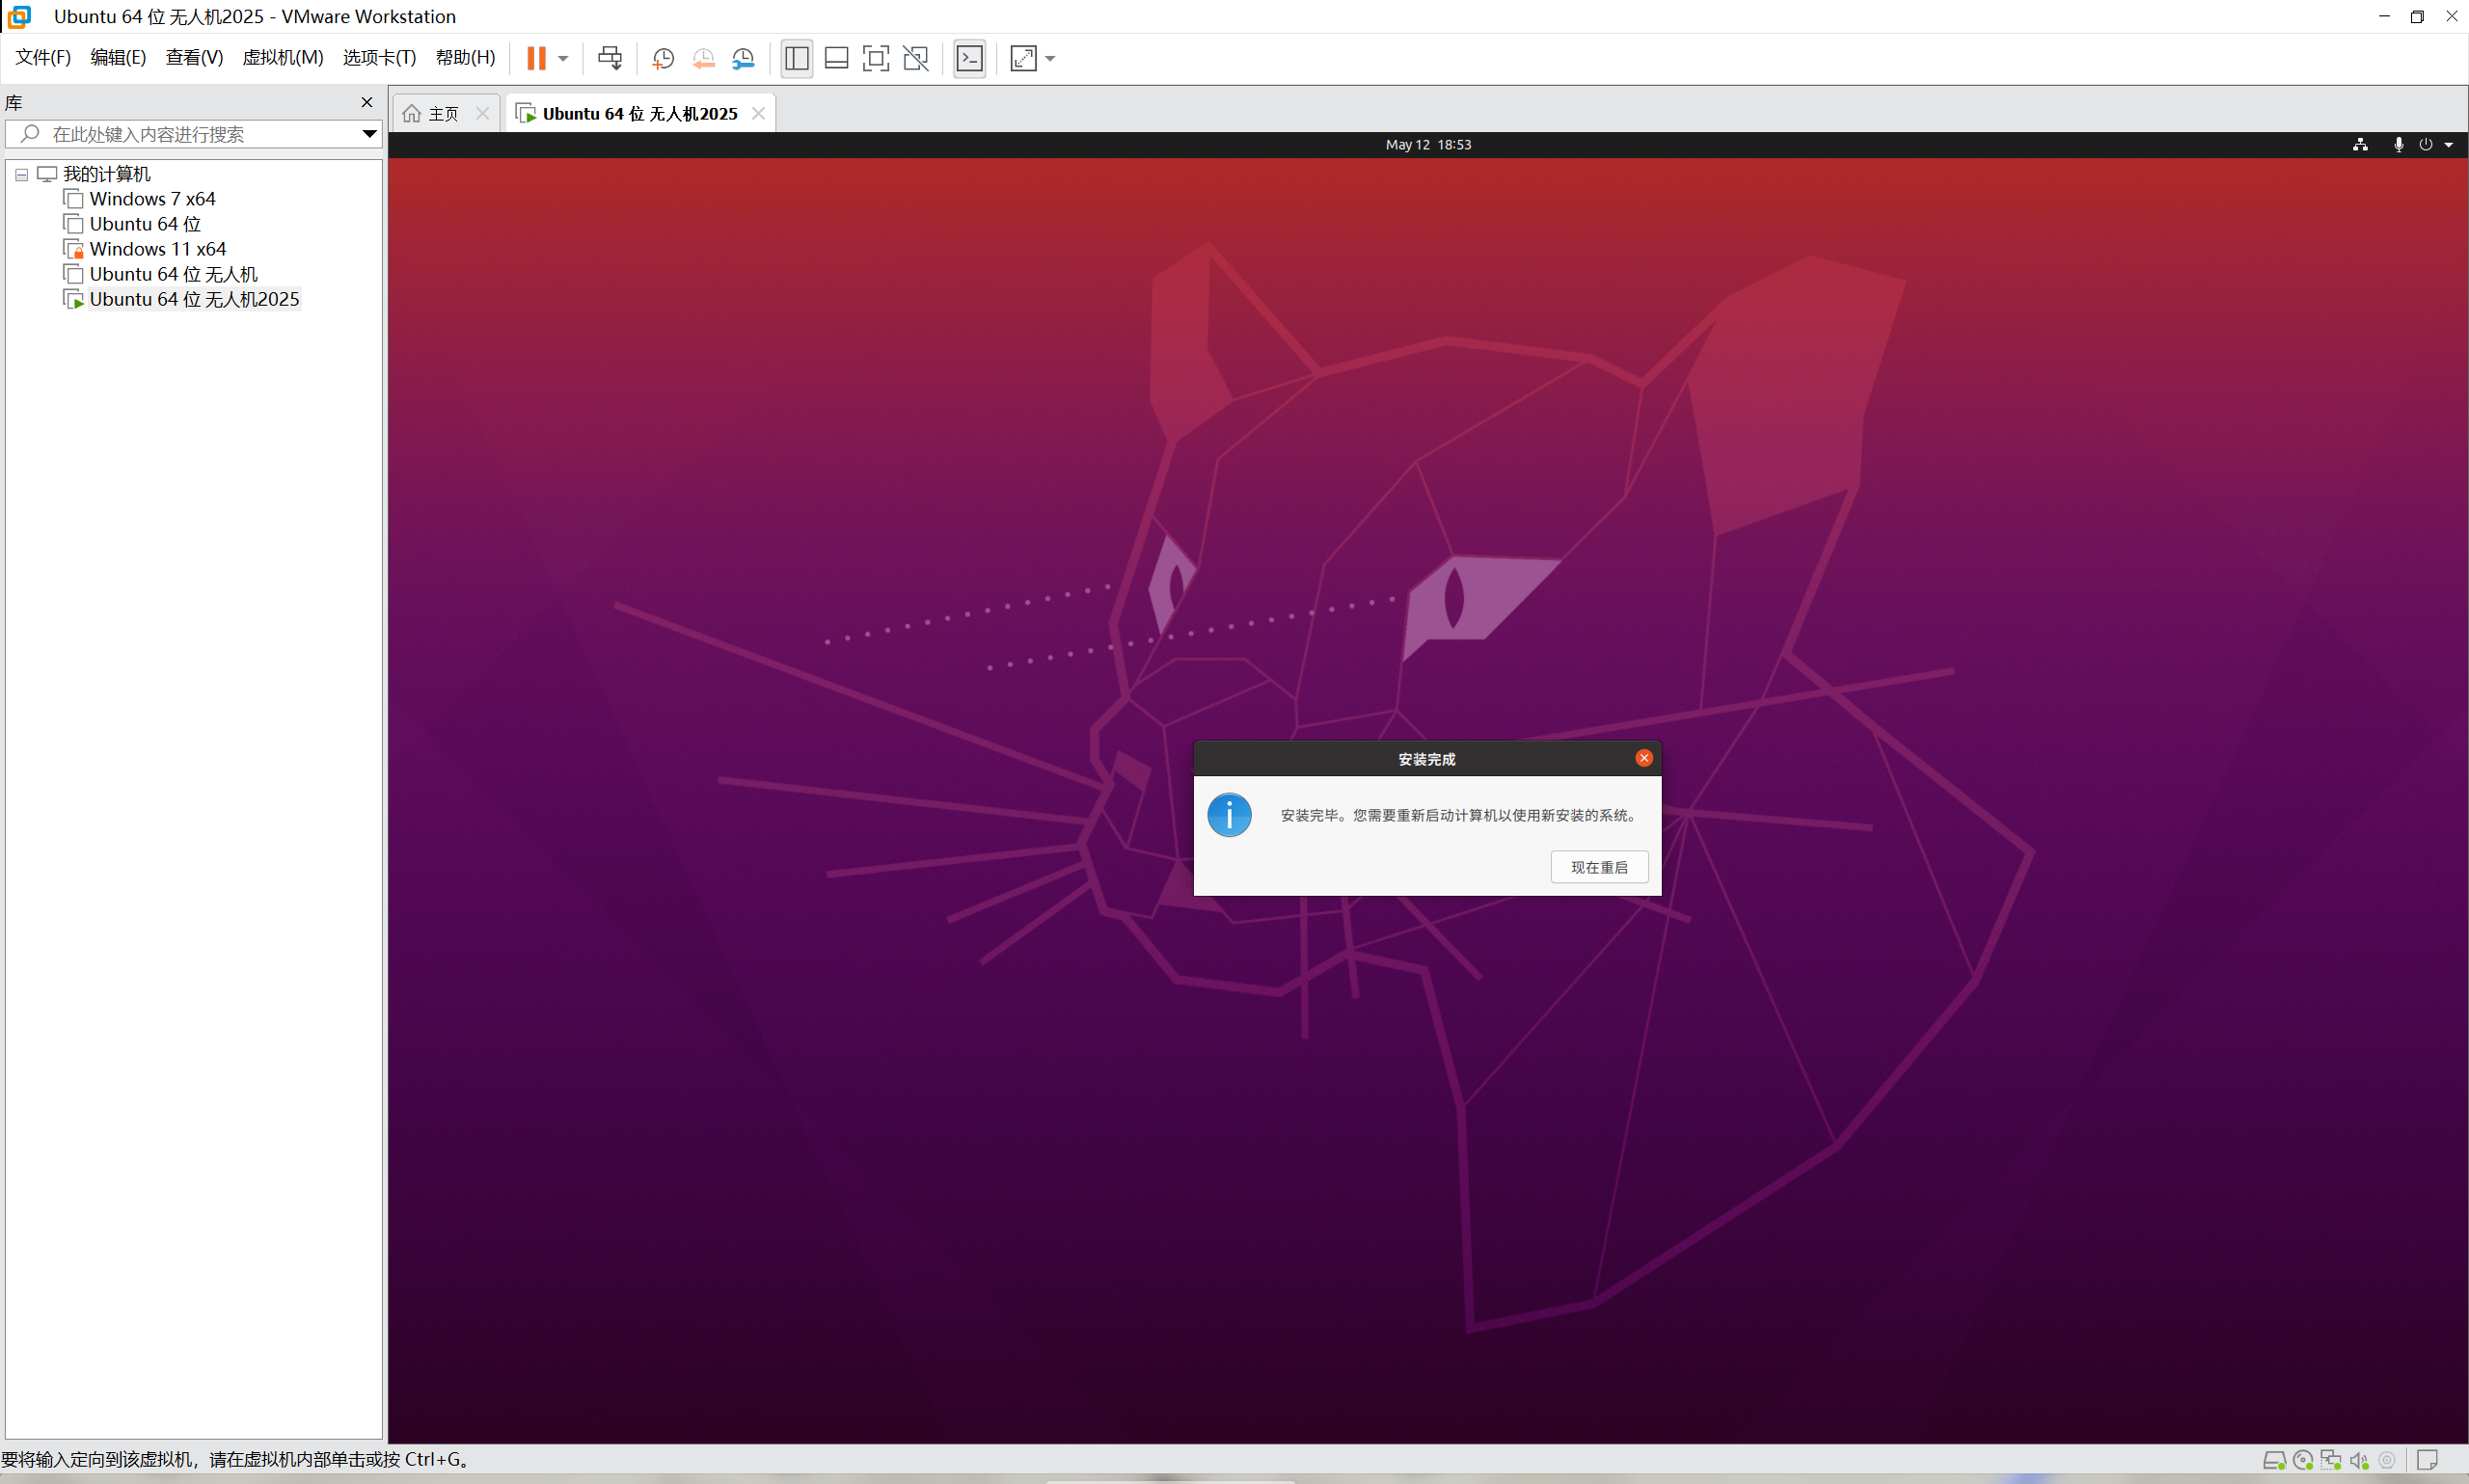 Ubuntu 64 位 无人机2025 - VMware Workstation
文件(F) 编辑(E) 查看(V) 虚拟机(M) 选项卡(T) 帮助(H)
库
在此处键入内容进行搜索
我的计算机
Windows 7 x64
Ubuntu 64 位
Windows 11 x64
Ubuntu 64 位 无人机
Ubuntu 64 位 无人机2025
主页
Ubuntu 64 位 无人机2025
May 12 18:53
安装完成
安装完毕。您需要重新启动计算机以使用新安装的系统。
现在重启
要将输入定向到该虚拟机，请在虚拟机内部单击或按 Ctrl+G。